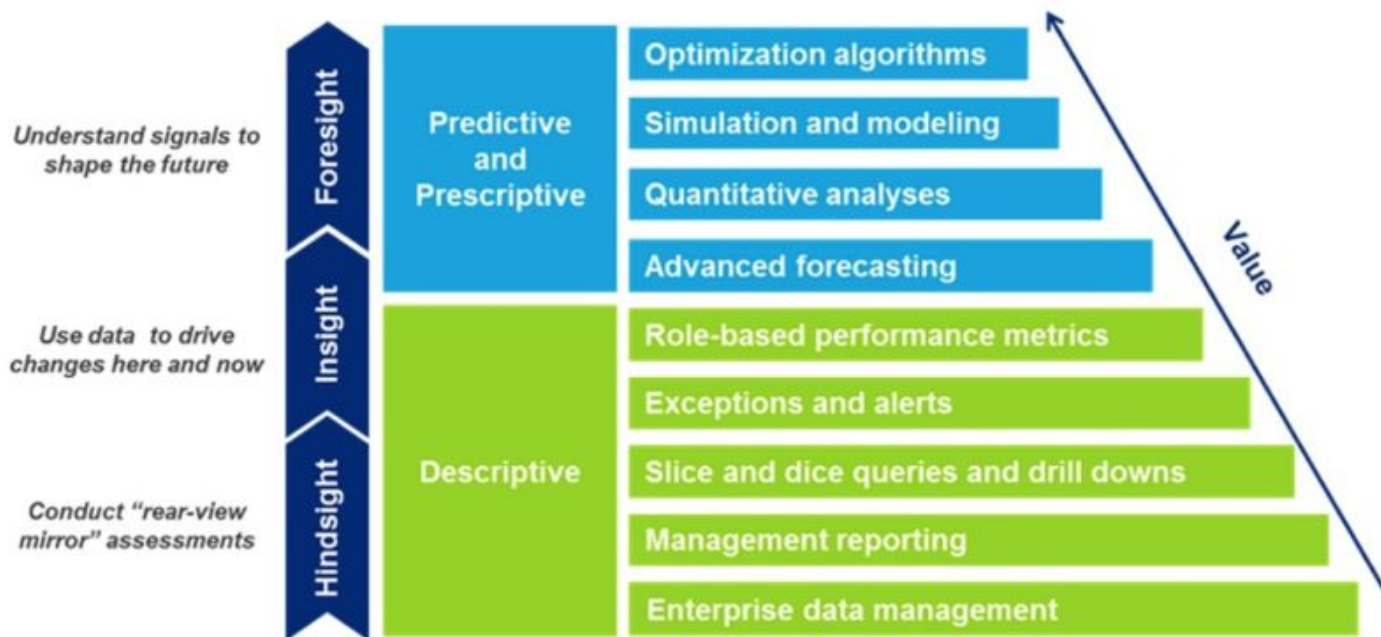 Understand signals to
shape the future
Use data to drive
changes here and now
Conduct “rear-view
mirror” assessments
Foresight
Insight
Hindsight
Predictive
and
Prescriptive
Descriptive
Optimization algorithms
Simulation and modeling
Quantitative analyses
Advanced forecasting
Role-based performance metrics
Exceptions and alerts
Slice and dice queries and drill downs
Management reporting
Enterprise data management
Value